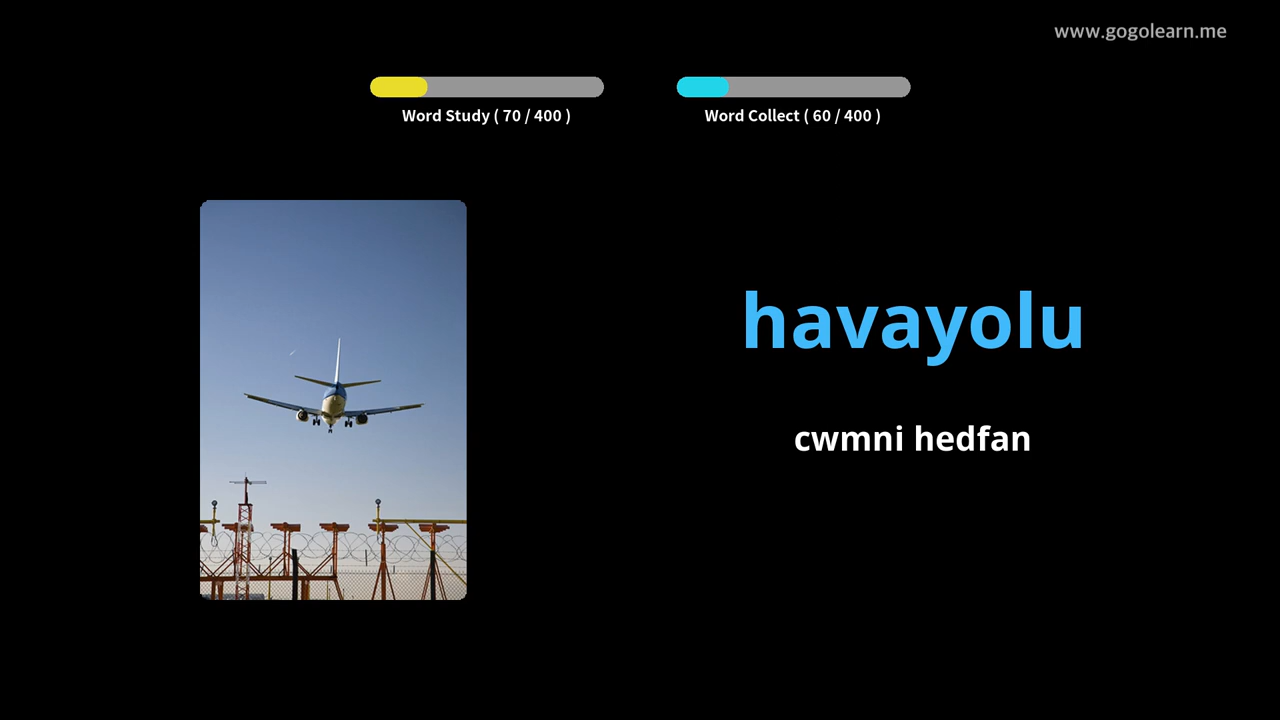 www.gogolearn.me
Word Study ( 70 / 400 )
Word Collect ( 60 / 400 )
havayolu
cwmni hedfan